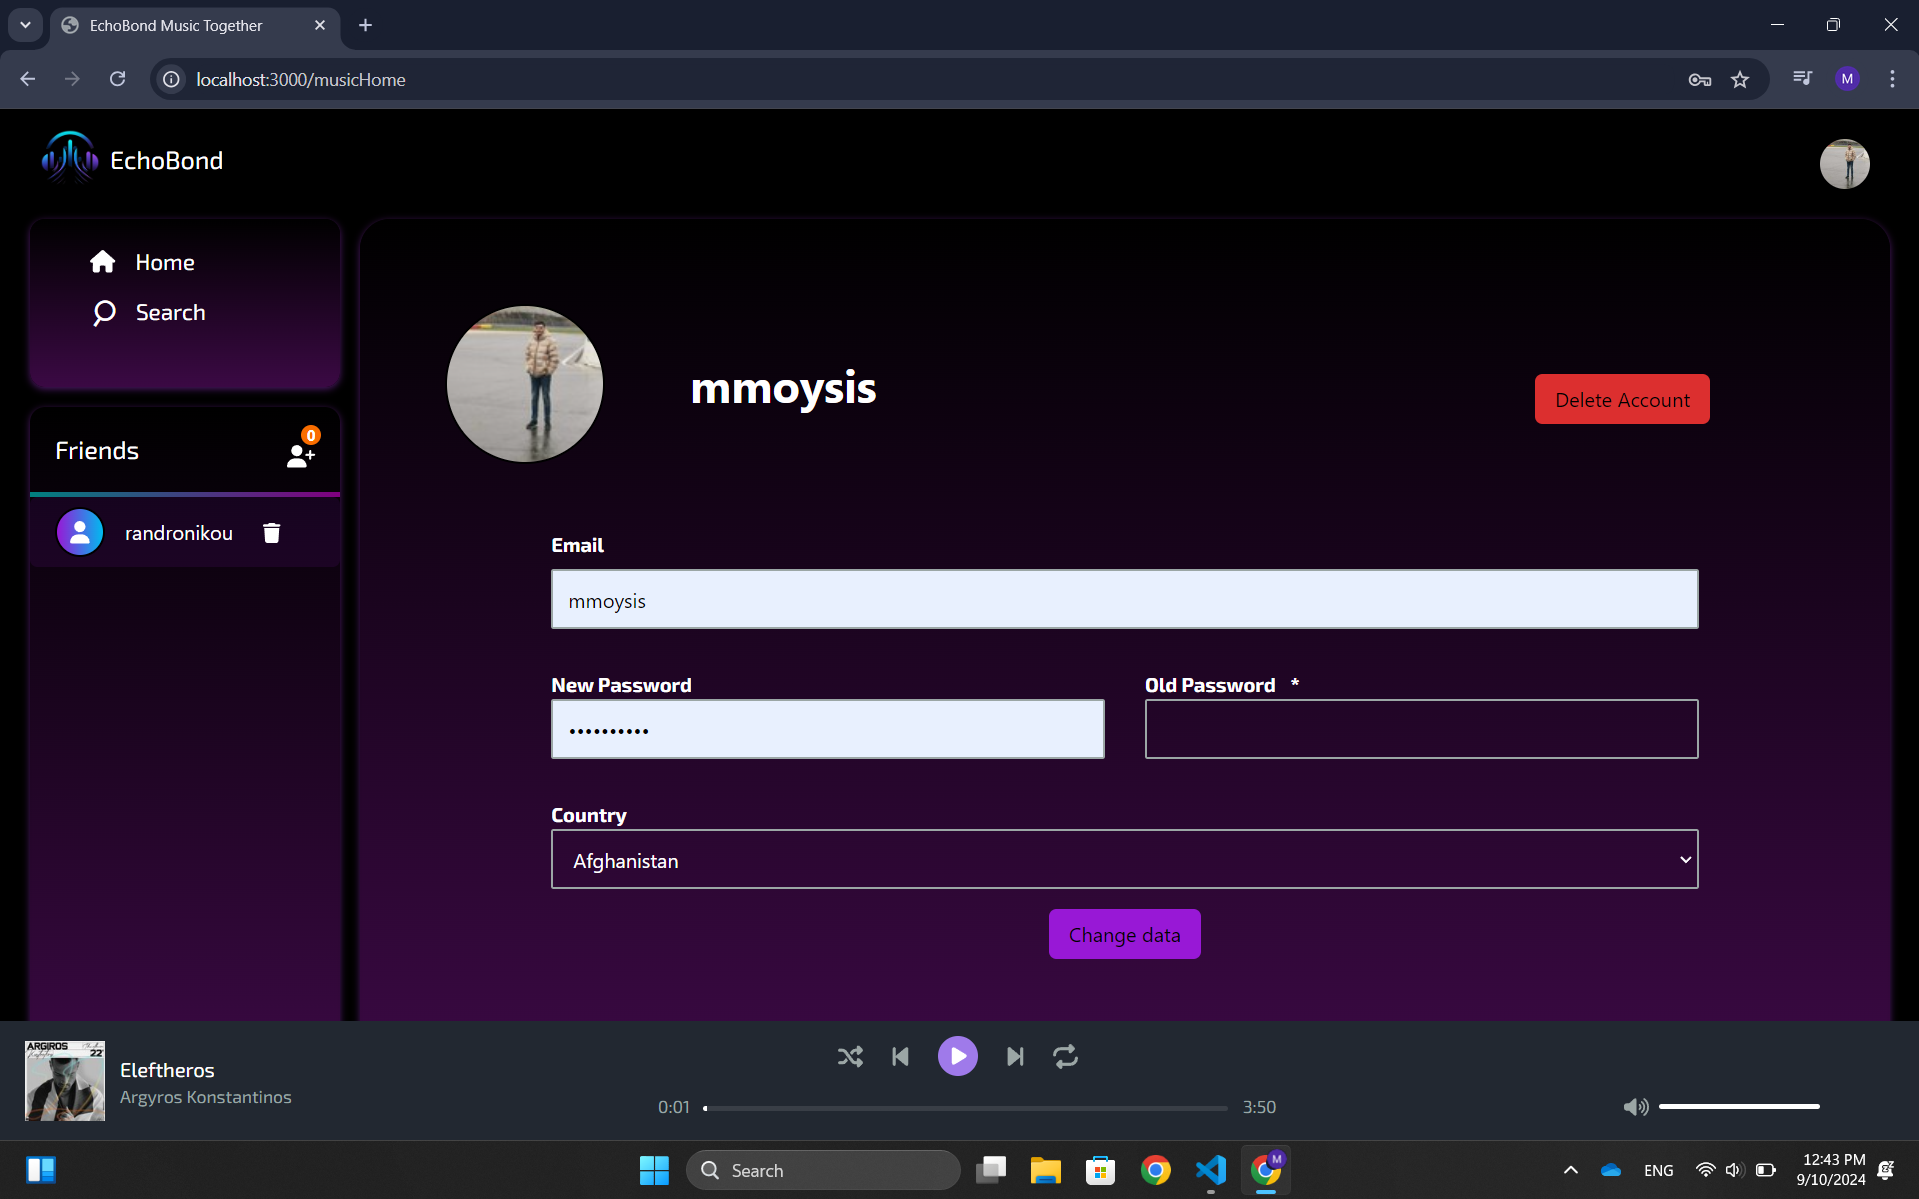 EchoBond Music Together
localhost:3000/musicHome
M
EchoBond
Home
Search
Friends
0
randronikou
mmoysis
Delete Account
Email
mmoysis
New Password
Old Password *
••••••••••
Country
Afghanistan
Change data
ARGIROS
22
Eleftheros
Argyros Konstantinos
0:01
3:50
Search
M
ENG
12:43 PM
9/10/2024